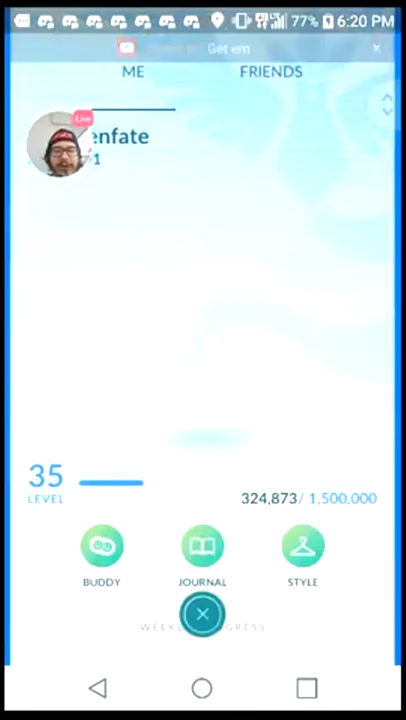 77% 6:20 PM
Get em
ME FRIENDS
enfate
1
Live
35
LEVEL
324,873/ 1,500,000
BUDDY JOURNAL STYLE